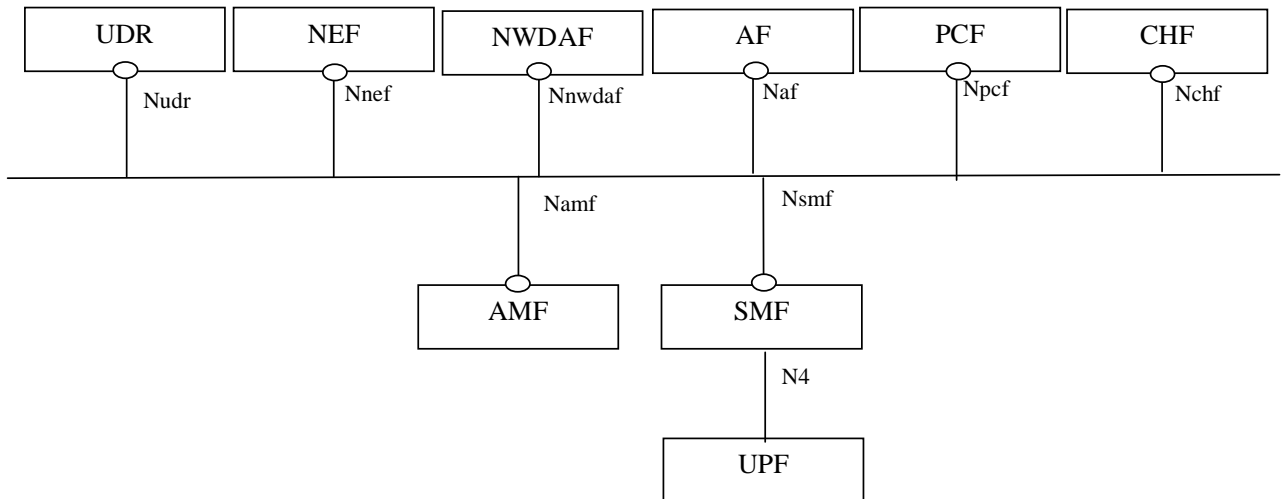 UDR NEF NWDAF AF PCF CHF
Nudr Nnef Nnwdaf Naf Npcf Nchf
Namf Nsmf
AMF SMF
N4
UPF